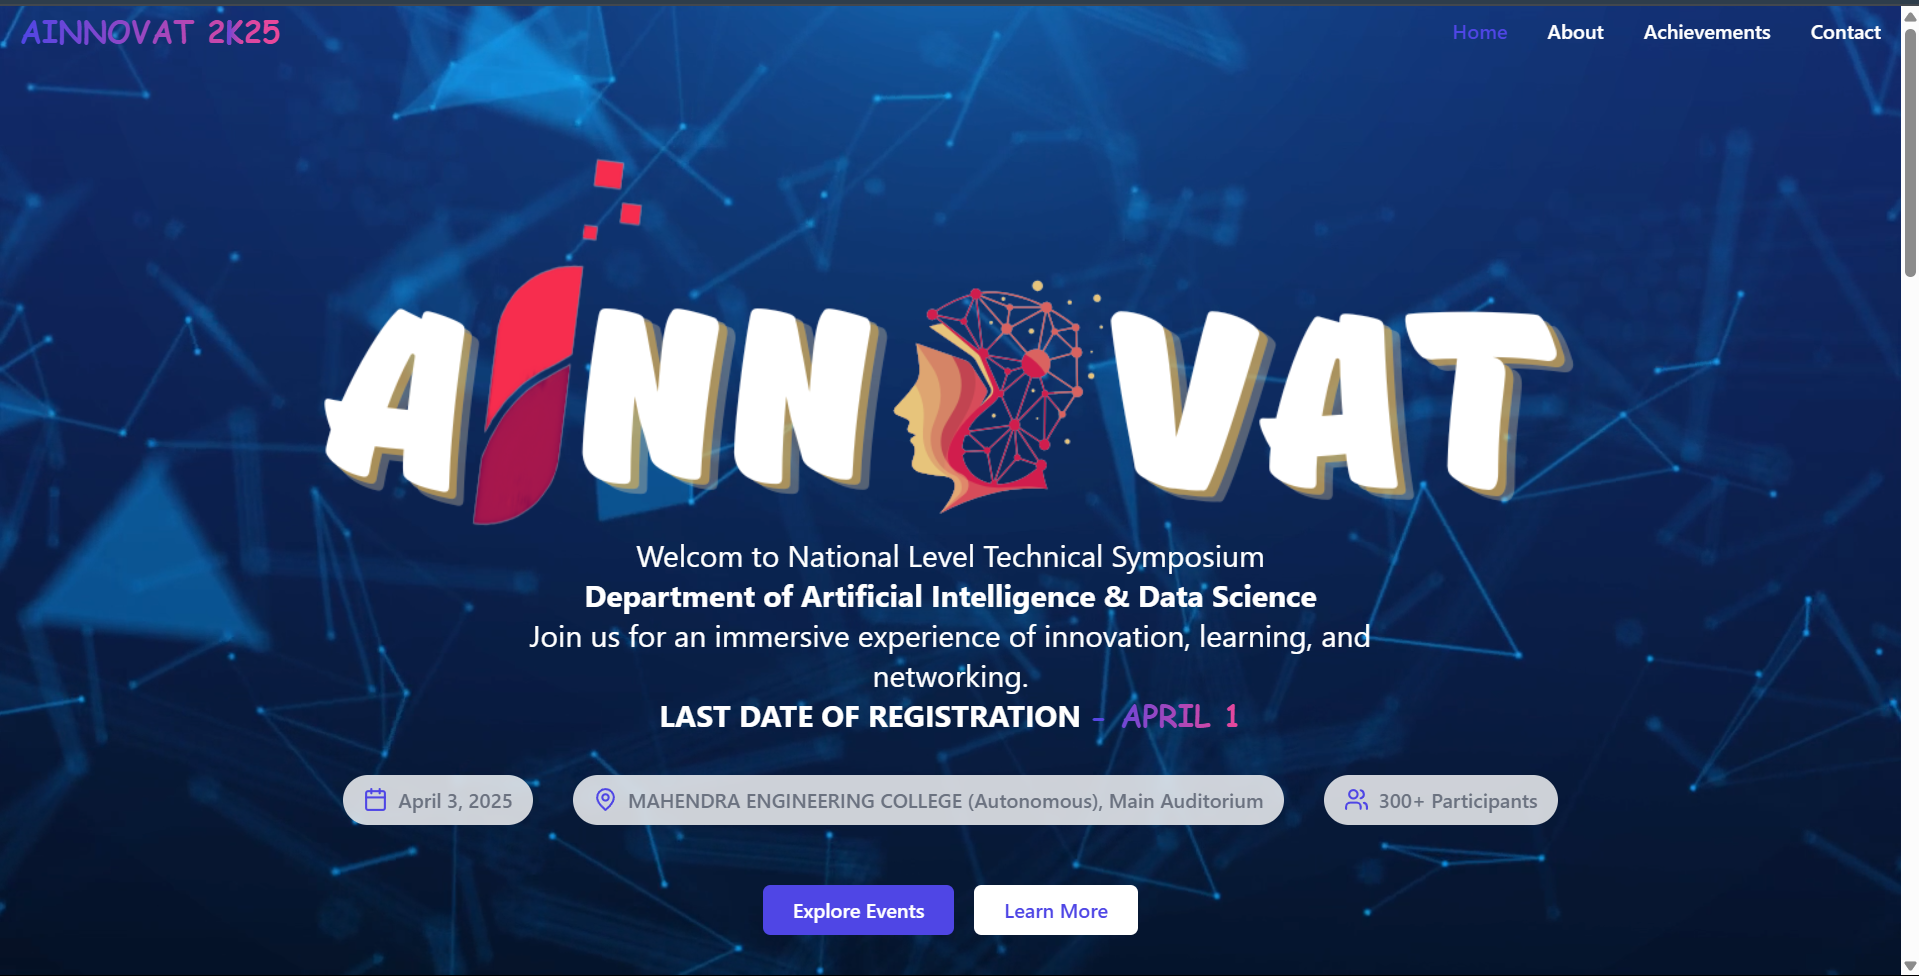 AINNOVAT 2K25
Home About Achievements Contact
AINNOVAT
Welcom to National Level Technical Symposium
Department of Artificial Intelligence & Data Science
Join us for an immersive experience of innovation, learning, and
networking.
LAST DATE OF REGISTRATION - APRIL 1
April 3, 2025
MAHENDRA ENGINEERING COLLEGE (Autonomous), Main Auditorium
300+ Participants
Explore Events
Learn More